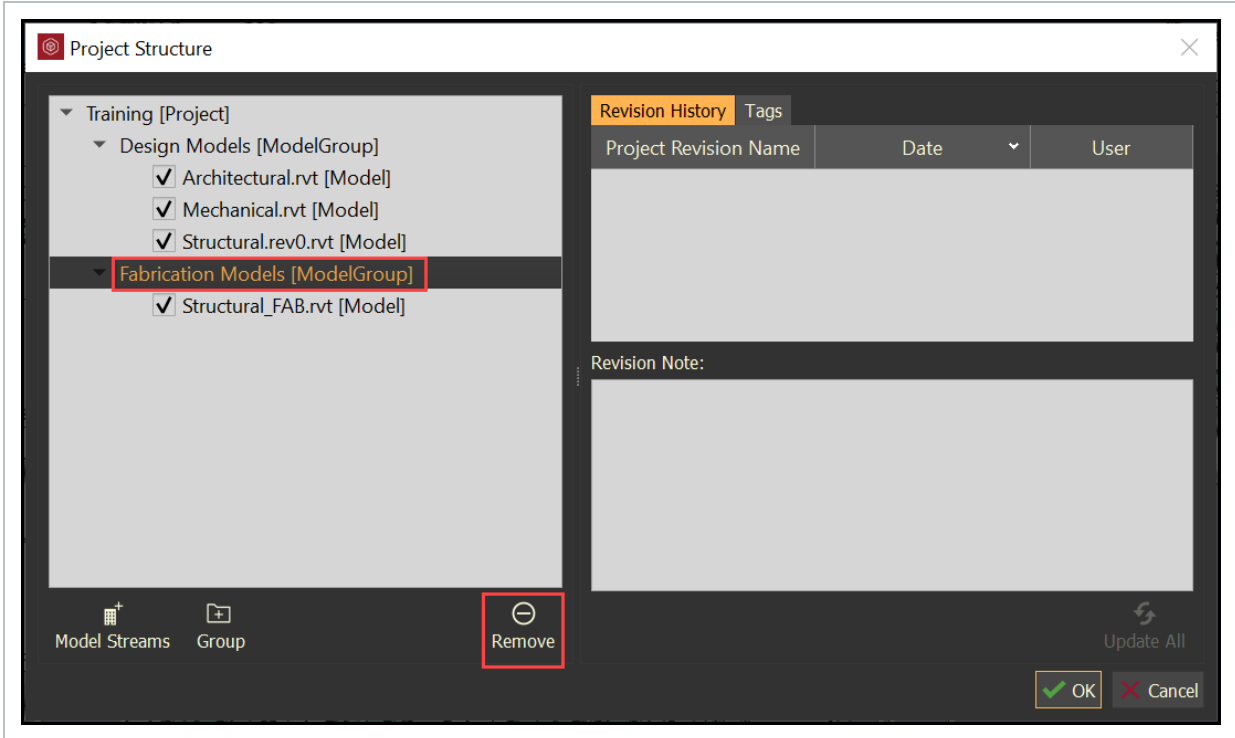 Project Structure
Training [Project]
Design Models [ModelGroup]
Architectural.rvt [Model]
Mechanical.rvt [Model]
Structural.rev0.rvt [Model]
Fabrication Models [ModelGroup]
Structural_FAB.rvt [Model]
Model Streams
Group
Remove
Revision History
Tags
Project Revision Name
Date
User
Revision Note:
Update All
OK
Cancel